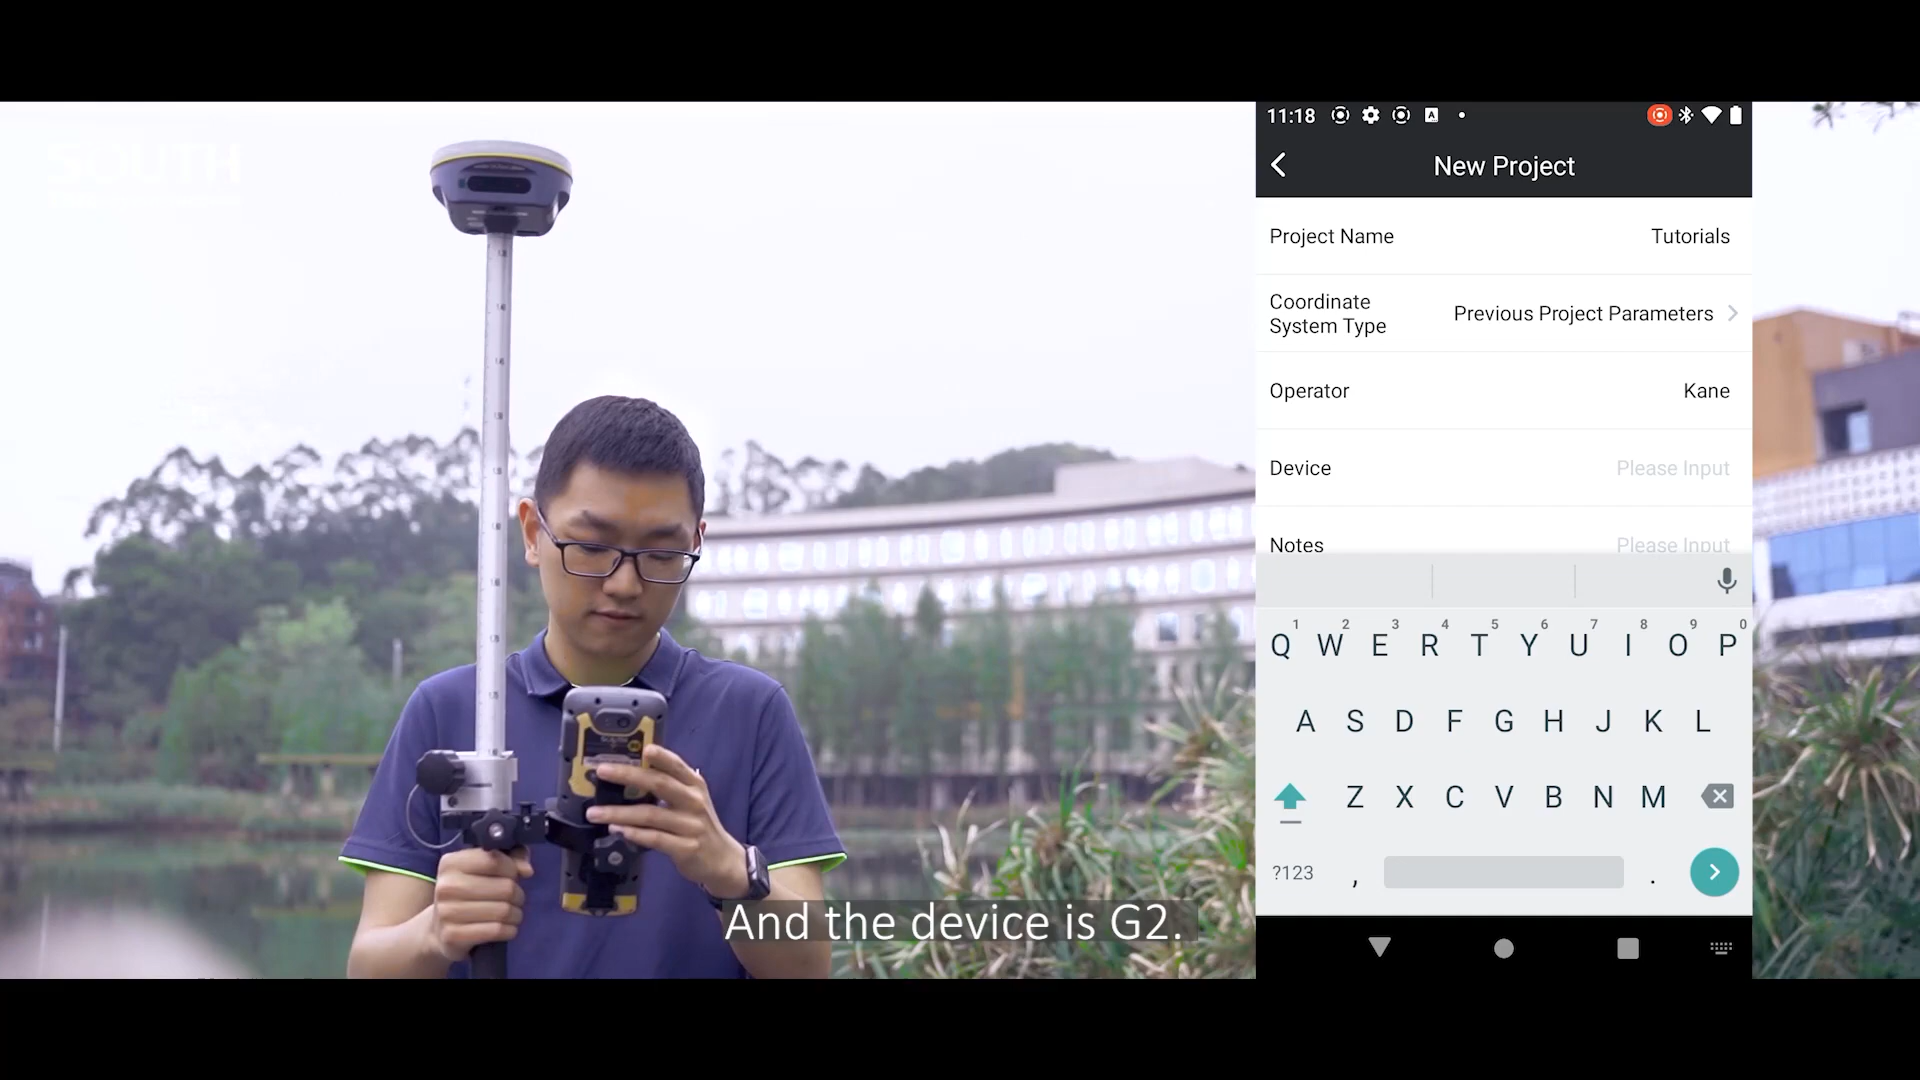 SOUTH
11:18
New Project
Project Name
Tutorials
Coordinate
System Type
Previous Project Parameters
Operator
Kane
Device
Please Input
Notes
Please Input
1 2 3 4 5 6 7 8 9 0
Q W E R T Y U I O P
A S D F G H J K L
Z X C V B N M
?123 , .
And the device is G2.